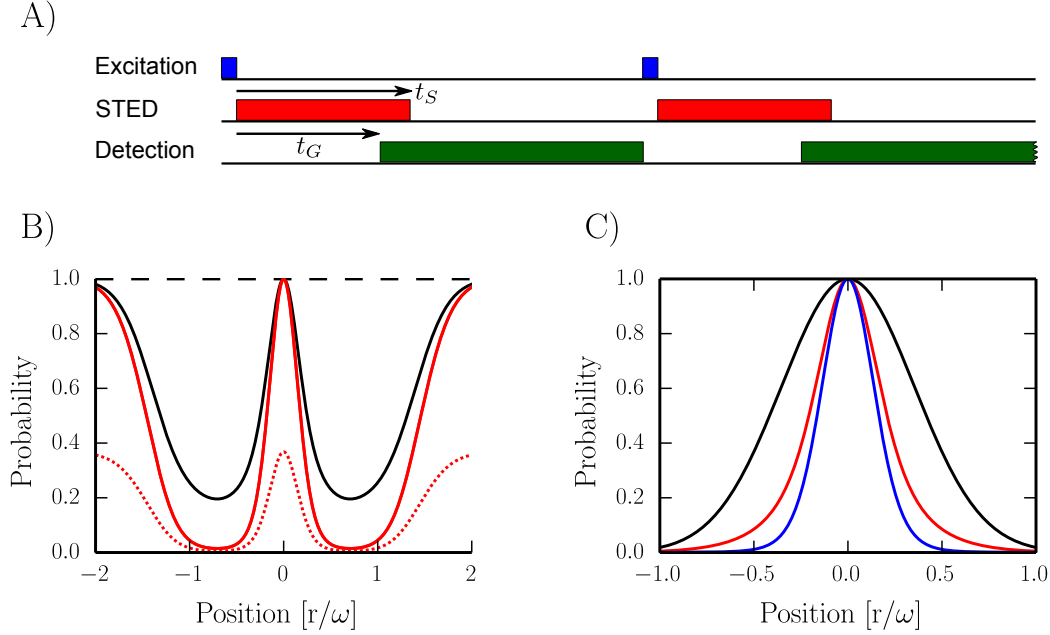 A)
Excitation
t_S
STED
t_G
Detection
B)
C)
1.0
0.8
0.6
0.4
0.2
0.0
Probability
−2
−1
0
1
2
Position [r/ω]
1.0
0.8
0.6
0.4
0.2
0.0
Probability
−1.0
−0.5
0.0
0.5
1.0
Position [r/ω]